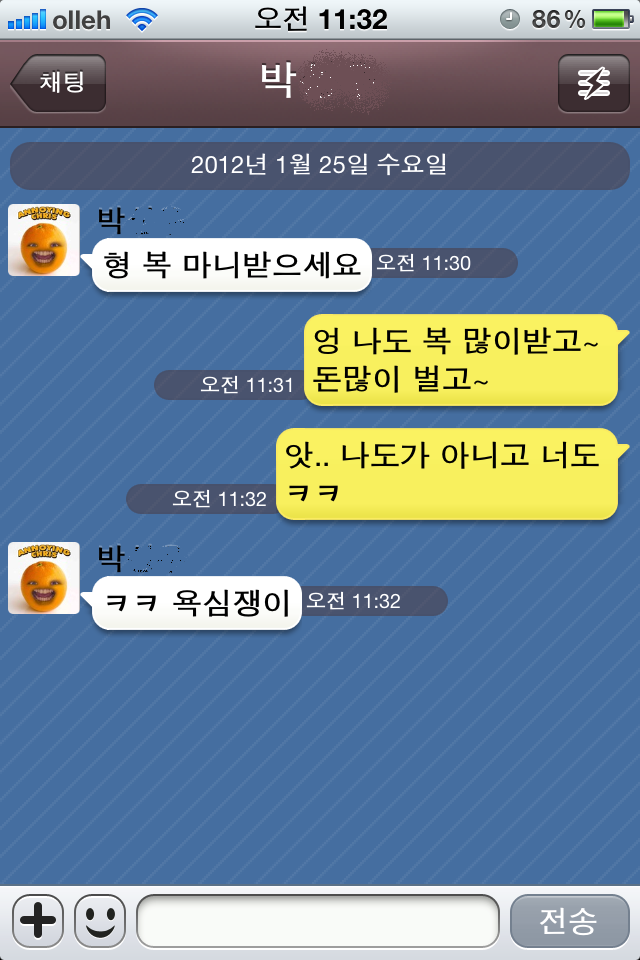 olleh 오전 11:32 86%
채팅 박
2012년 1월 25일 수요일
ANNOYING
박
형 복 마니받으세요 오전 11:30
엉 나도 복 많이받고~
돈많이 벌고~
오전 11:31
앗.. 나도가 아니고 너도
ㅋㅋ
오전 11:32
ANNOYING
박
ㅋㅋ 욕심쟁이 오전 11:32
전송